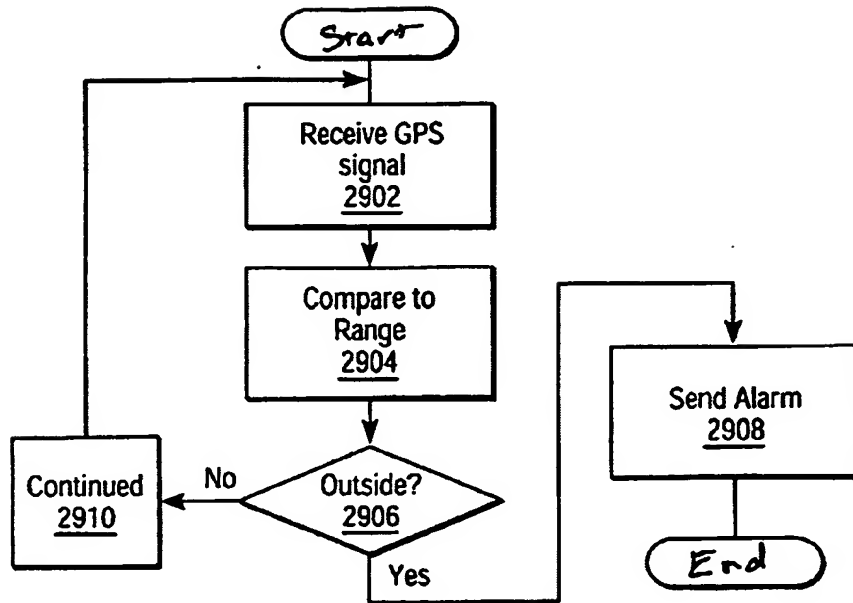 Start
Receive GPS
signal
2902
Compare to
Range
2904
Outside?
2906
No
Yes
Continued
2910
Send Alarm
2908
End